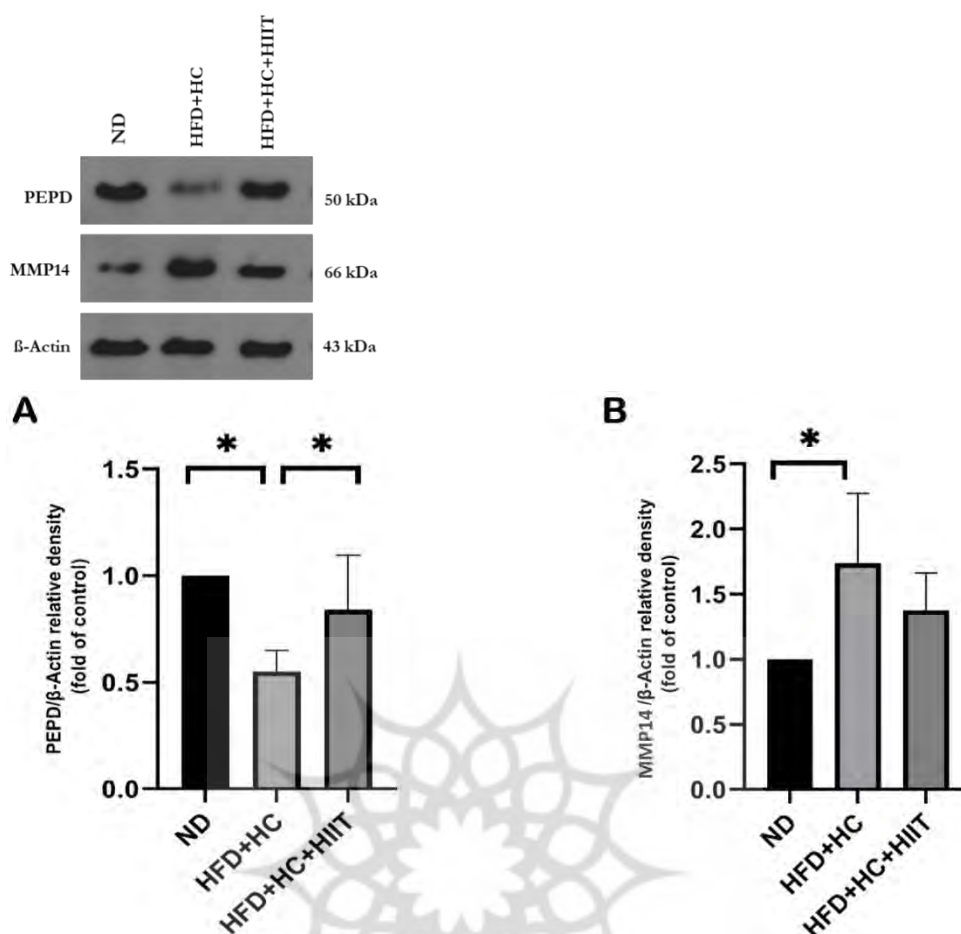 ND
HFD+HC
HFD+HC+HIIT
PEPD
50 kDa
MMP14
66 kDa
ß-Actin
43 kDa
A
*
*
PEPD/β-Actin relative density
(fold of control)
1.5
1.0
0.5
0.0
ND
HFD+HC
HFD+HC+HIIT
B
*
MMP14 /β-Actin relative density
(fold of control)
2.5
2.0
1.5
1.0
0.5
0.0
ND
HFD+HC
HFD+HC+HIIT